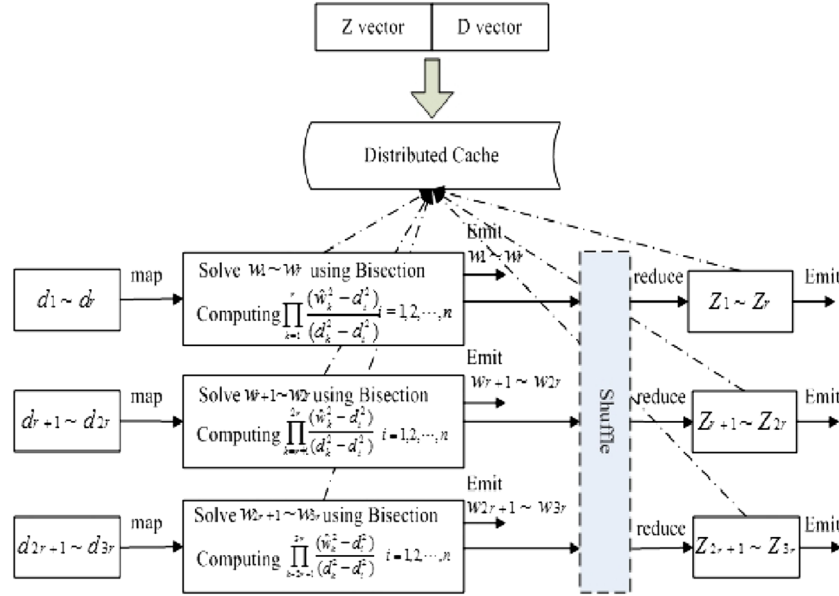 Z vector D vector
Distributed Cache
Emit
w1 ~ wr
d1 ~ dr
map
Solve w1~wr using Bisection
Computing ∏_{k=1}^{r} (ŵ_k^2 − d_i^2)/(d_k^2 − d_i^2) i = 1,2,⋯,n
reduce
Z1 ~ Zr
Emit
Emit
wr+1 ~ w2r
dr+1 ~ d2r
map
Solve wr+1~w2r using Bisection
Computing ∏_{k=r+1}^{2r} (ŵ_k^2 − d_i^2)/(d_k^2 − d_i^2) i = 1,2,⋯,n
Shuffle
reduce
Zr+1 ~ Z2r
Emit
Emit
w2r+1 ~ w3r
d2r+1 ~ d3r
map
Solve w2r+1~w3r using Bisection
Computing ∏ (ŵ_k^2 − d_i^2)/(d_k^2 − d_i^2) i = 1,2,⋯,n
reduce
Z2r+1 ~ Z3r
Emit